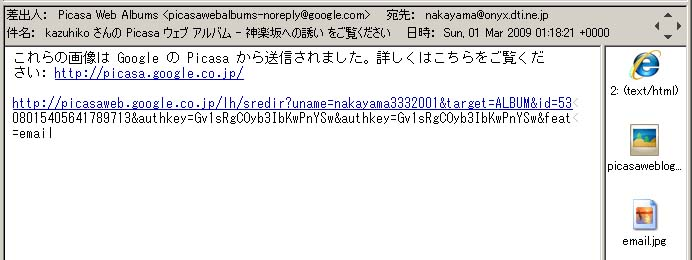 差出人: Picasa Web Albums <picasawebalbums-noreply@google.com> 宛先: nakayama@onyx.dti.ne.jp
件名: kazuhiko さんの Picasa ウェブ アルバム - 神楽坂への誘い をご覧ください 日時: Sun, 01 Mar 2009 01:18:21 +0000
これらの画像は Google の Picasa から送信されました。詳しくはこちらをご覧くだ
さい: http://picasa.google.co.jp/
http://picasaweb.google.co.jp/lh/sredir?uname=nakayama3332001&target=ALBUM&id=53
08015405641789713&authkey=Gv1sRgCOyb3IbKwPnYSw&authkey=Gv1sRgCOyb3IbKwPnYSw&feat
=email
2: (text/html)
picasaweblog...
email.jpg